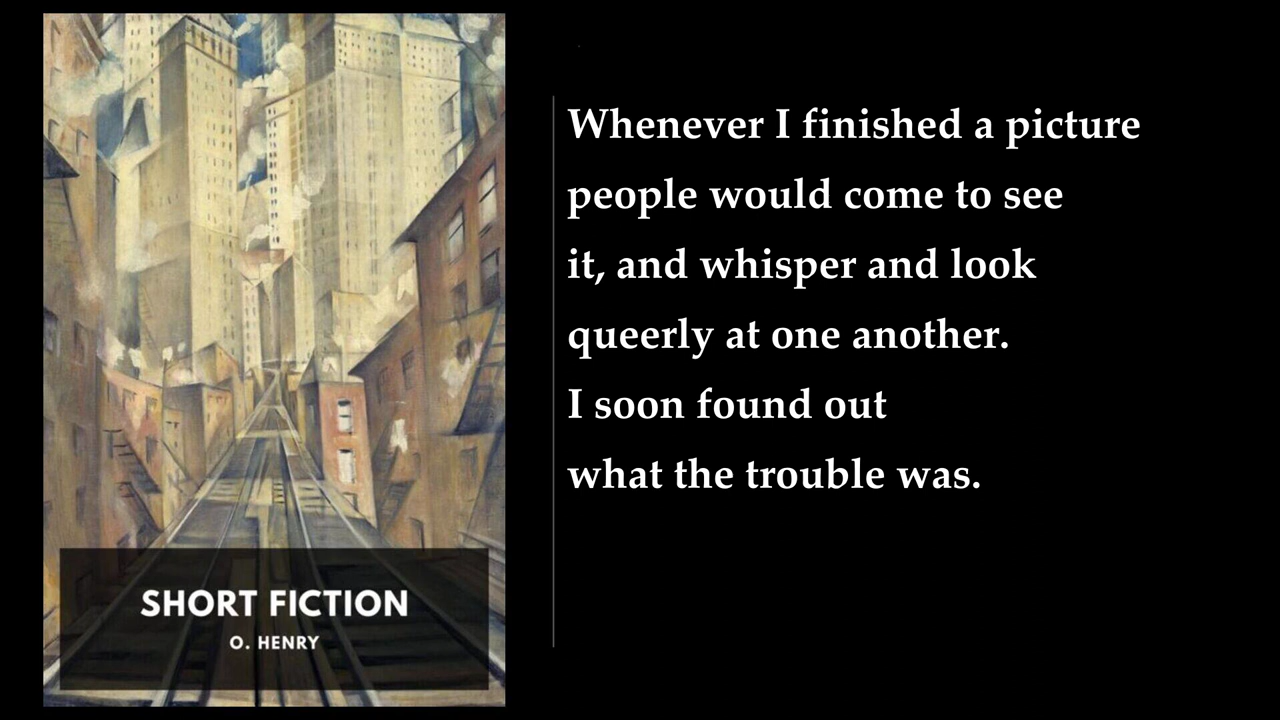 SHORT FICTION
O. HENRY
Whenever I finished a picture
people would come to see
it, and whisper and look
queerly at one another.
I soon found out
what the trouble was.